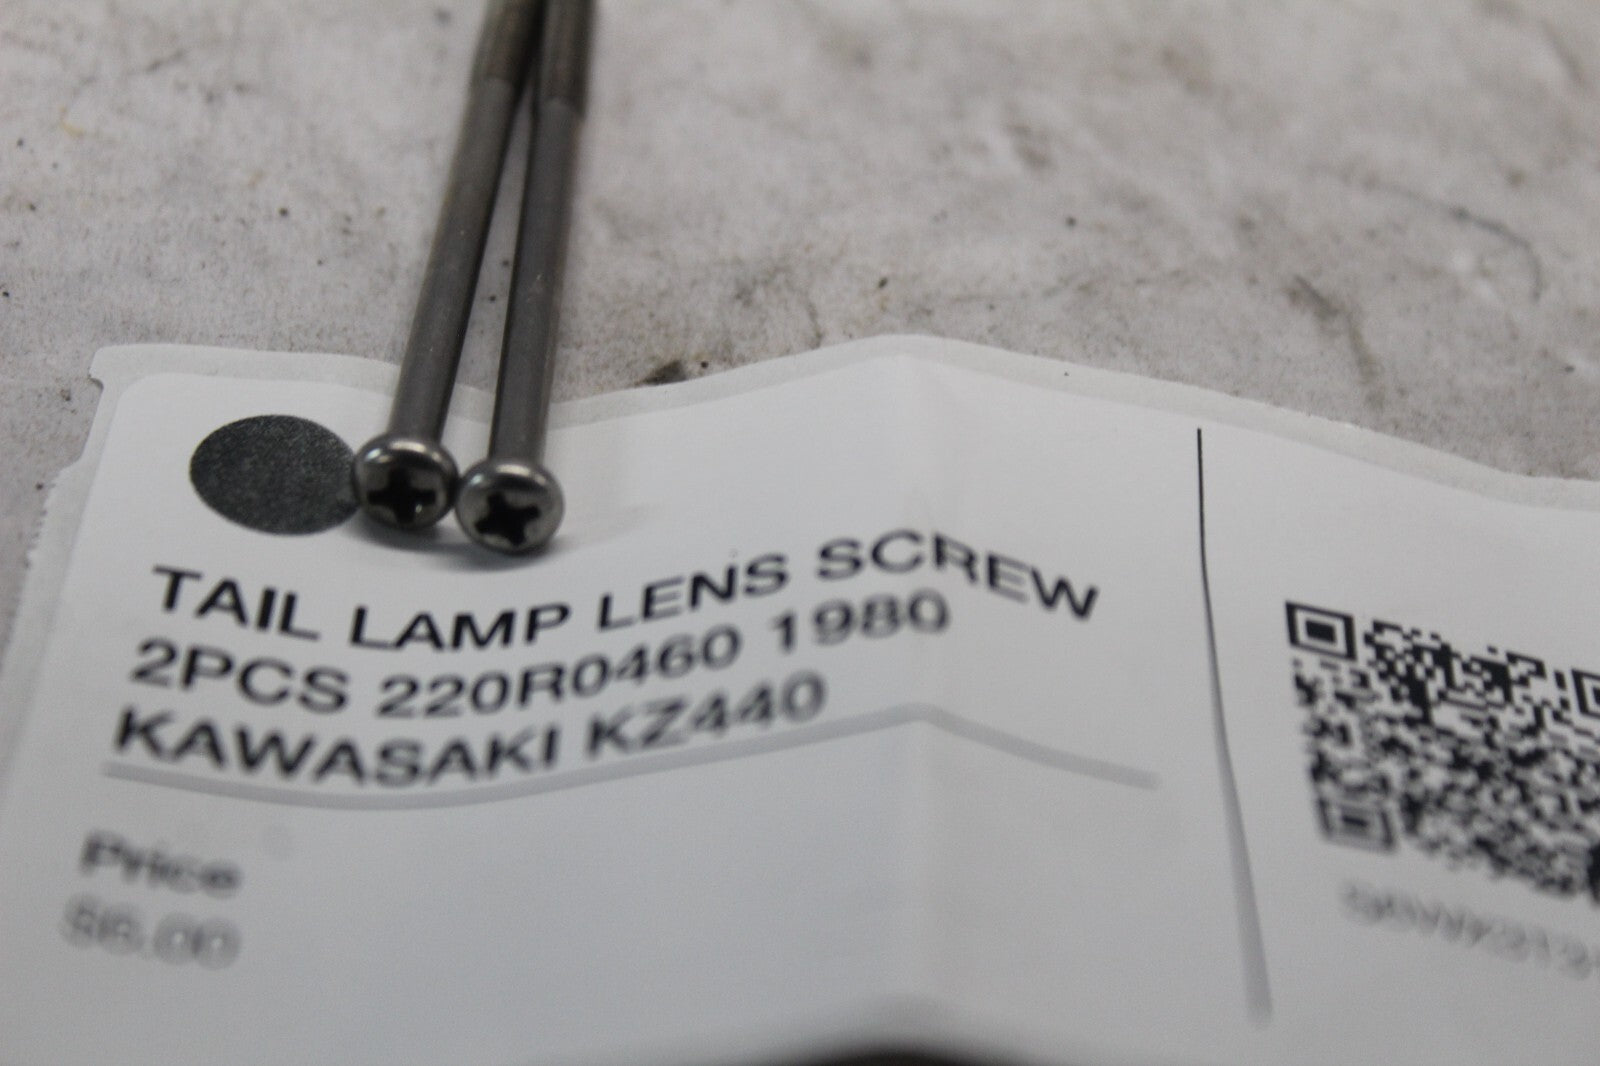 TAIL LAMP LENS SCREW
2PCS 220R0460 1980
KAWASAKI KZ440
Price
$6.00